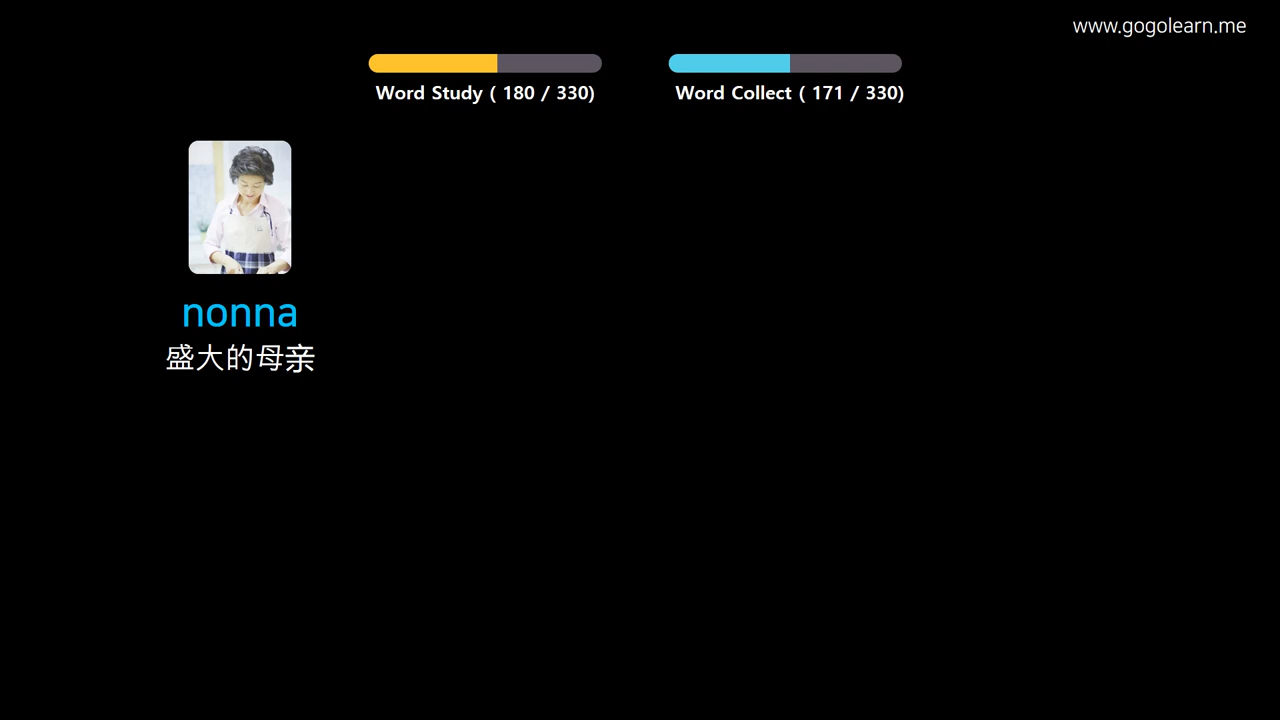 www.gogolearn.me
Word Study ( 180 / 330)
Word Collect ( 171 / 330)
nonna
盛大的母亲